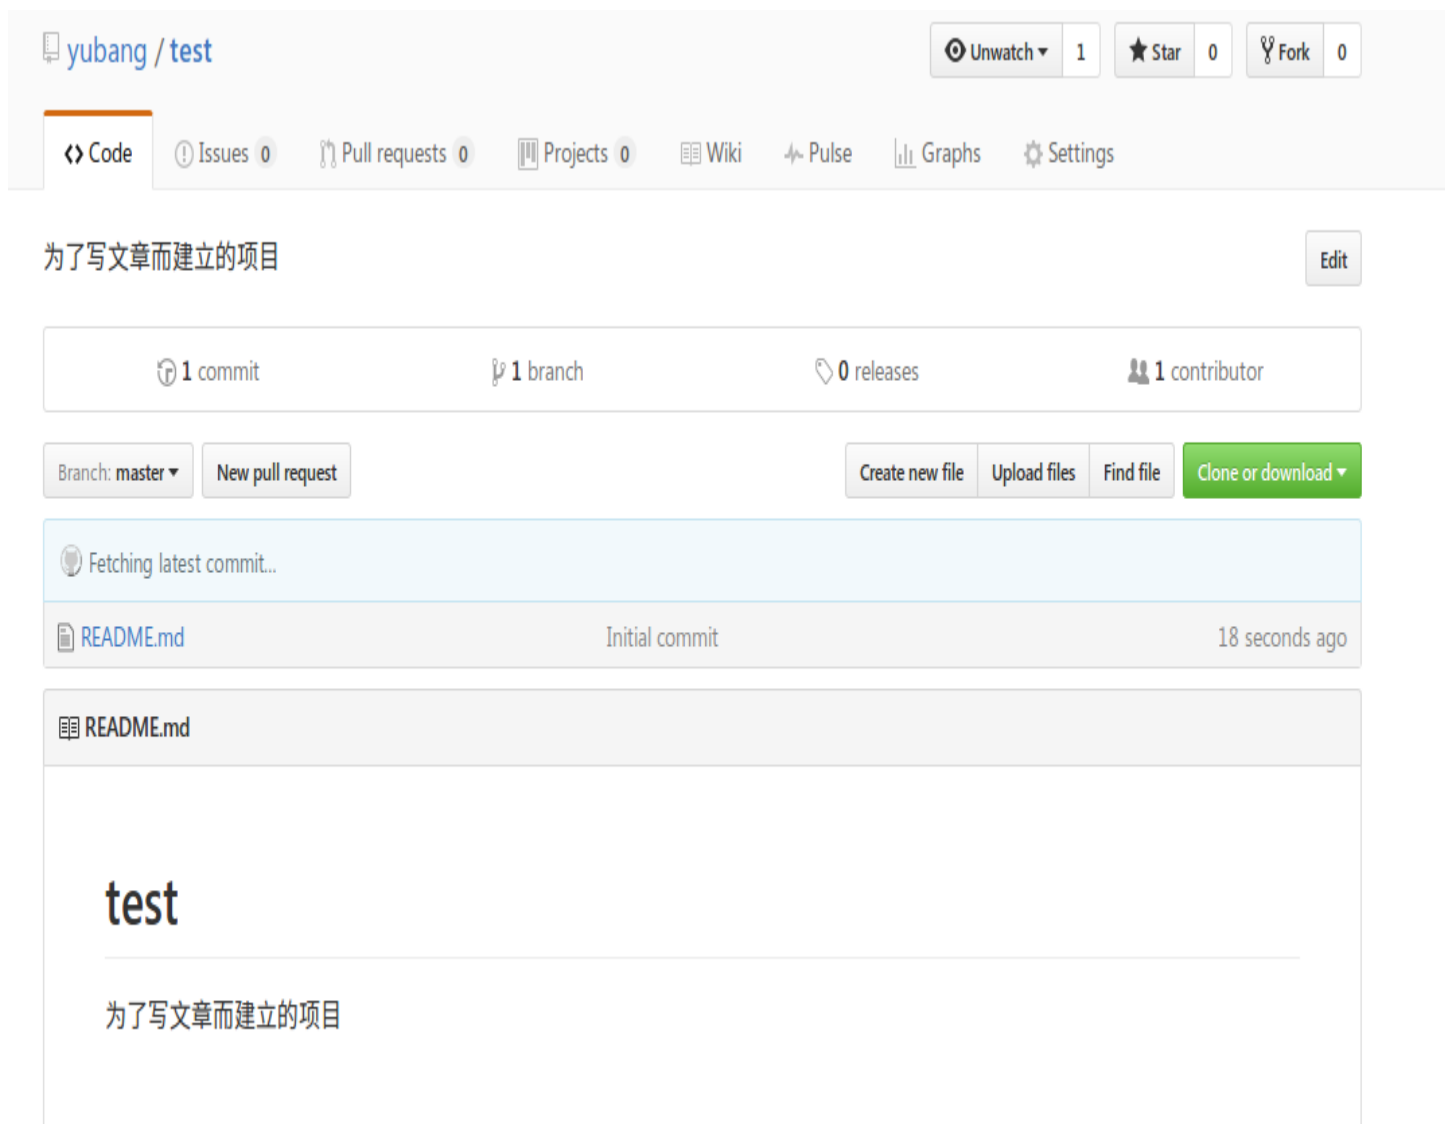 yubang / test Unwatch 1 Star 0 Fork 0
Code Issues 0 Pull requests 0 Projects 0 Wiki Pulse Graphs Settings
为了写文章而建立的项目 Edit
1 commit 1 branch 0 releases 1 contributor
Branch: master New pull request Create new file Upload files Find file Clone or download
Fetching latest commit...
README.md Initial commit 18 seconds ago
README.md
test
为了写文章而建立的项目